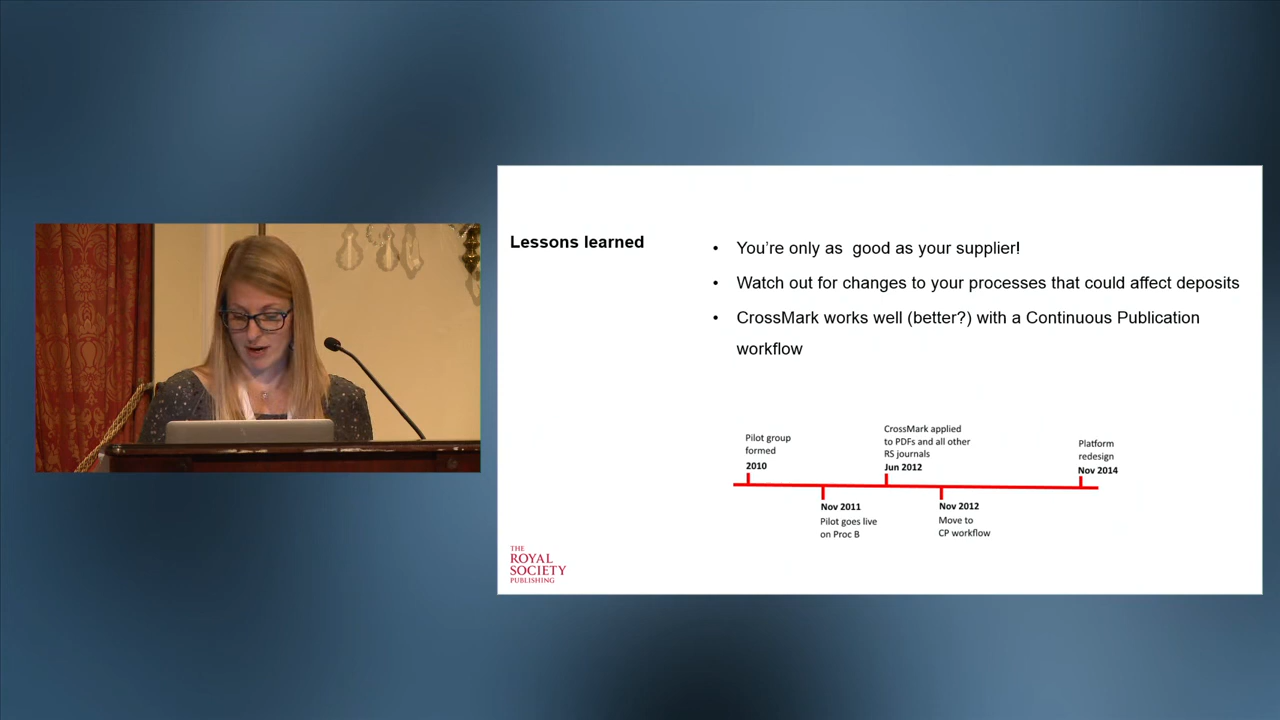 Lessons learned
• You're only as  good as your supplier!
• Watch out for changes to your processes that could affect deposits
• CrossMark works well (better?) with a Continuous Publication
workflow
Pilot group
formed
2010
Nov 2011
Pilot goes live
on Proc B
CrossMark applied
to PDFs and all other
RS journals
Jun 2012
Nov 2012
Move to
CP workflow
Platform
redesign
Nov 2014
THE
ROYAL
SOCIETY
PUBLISHING